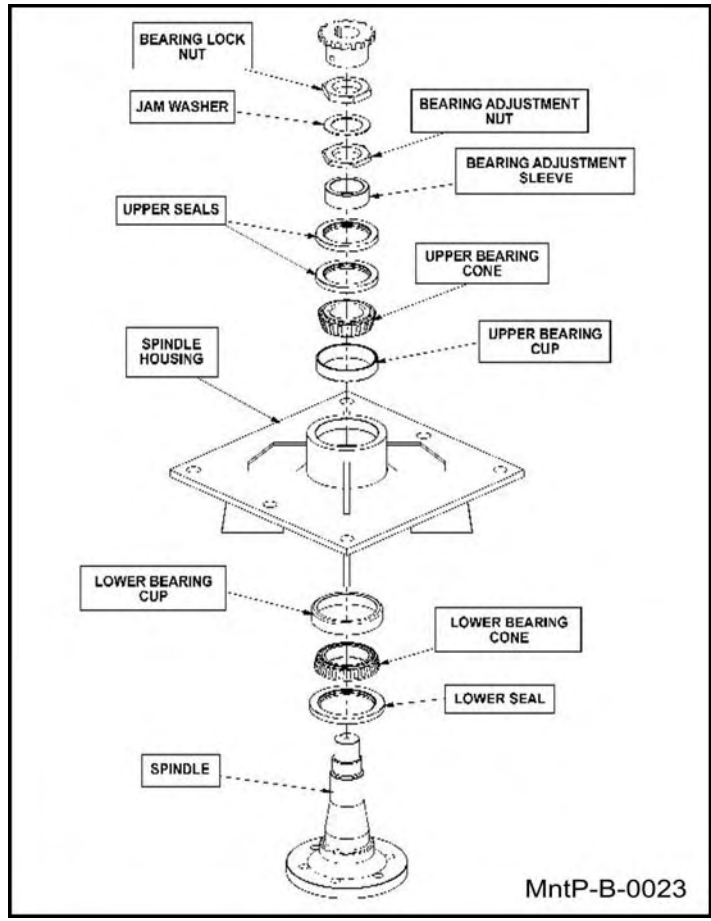 BEARING LOCK
NUT
JAM WASHER
BEARING ADJUSTMENT
NUT
BEARING ADJUSTMENT
SLEEVE
UPPER SEALS
UPPER BEARING
CONE
UPPER BEARING
CUP
SPINDLE
HOUSING
LOWER BEARING
CUP
LOWER BEARING
CONE
LOWER SEAL
SPINDLE
MntP-B-0023